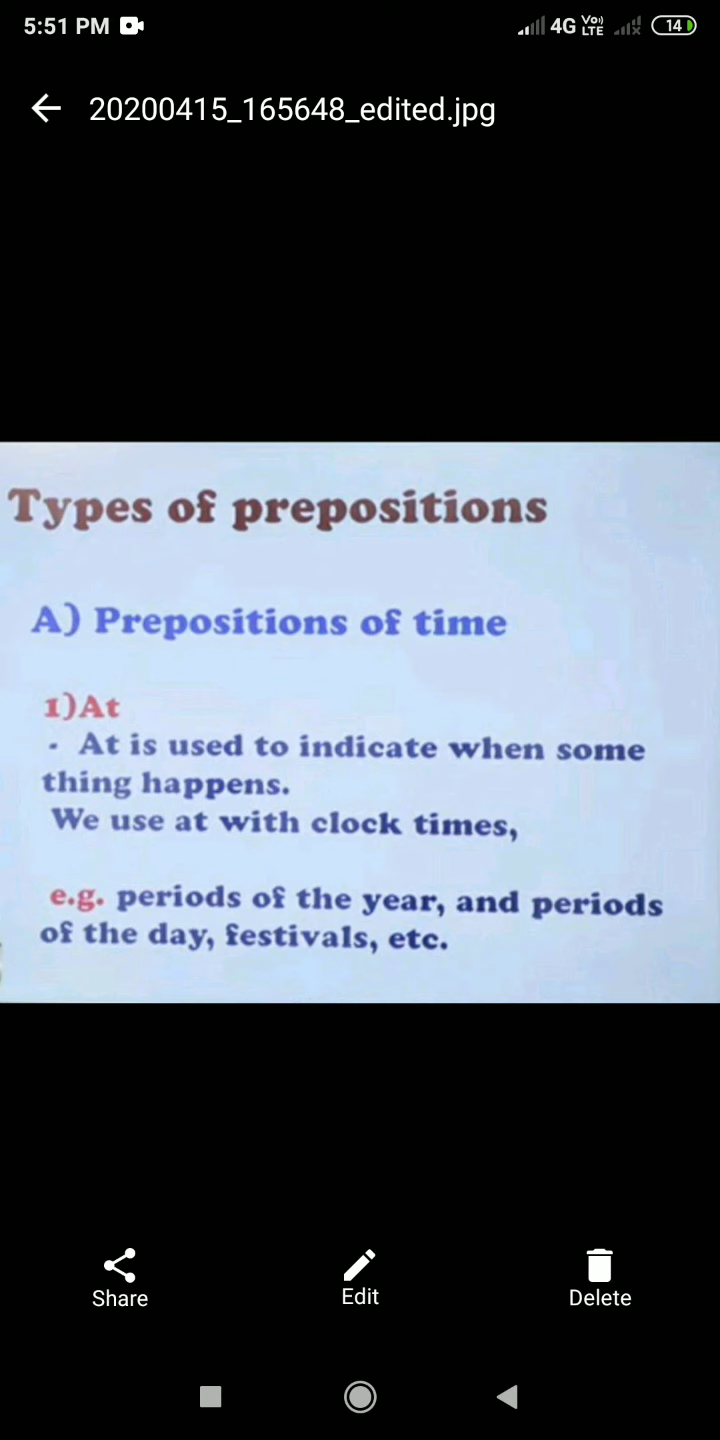 5:51 PM 4G Vo) LTE 14
20200415_165648_edited.jpg
Types of prepositions
A) Prepositions of time
1)At
- At is used to indicate when some
thing happens.
We use at with clock times,
e.g. periods of the year, and periods
of the day, festivals, etc.
Share Edit Delete